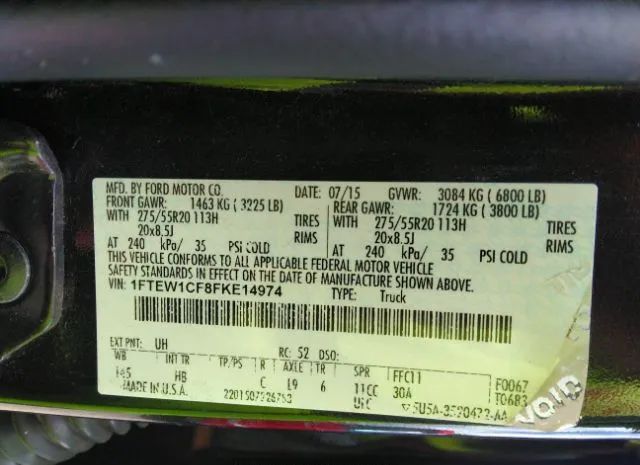 MFD. BY FORD MOTOR CO. DATE: 07/15 GVWR: 3084 KG ( 6800 LB)
FRONT GAWR: 1463 KG ( 3225 LB) REAR GAWR: 1724 KG ( 3800 LB)
WITH 275/55R20 113H TIRES WITH 275/55R20 113H TIRES
20x8.5J RIMS 20x8.5J RIMS
AT 240 kPa/ 35 PSI COLD AT 240 kPa/ 35 PSI COLD
THIS VEHICLE CONFORMS TO ALL APPLICABLE FEDERAL MOTOR VEHICLE
SAFETY STANDARDS IN EFFECT ON THE DATE OF MANUFACTURE SHOWN ABOVE.
VIN: 1FTEW1CF8FKE14974 TYPE: Truck
EXT PNT: UH RC: 52 DSO:
WB INT TR TP/PS R AXLE TR SPR FFC11 F0067
145 HB C L9 6 11CC 30A T0683
MADE IN U.S.A. UTC
VOID